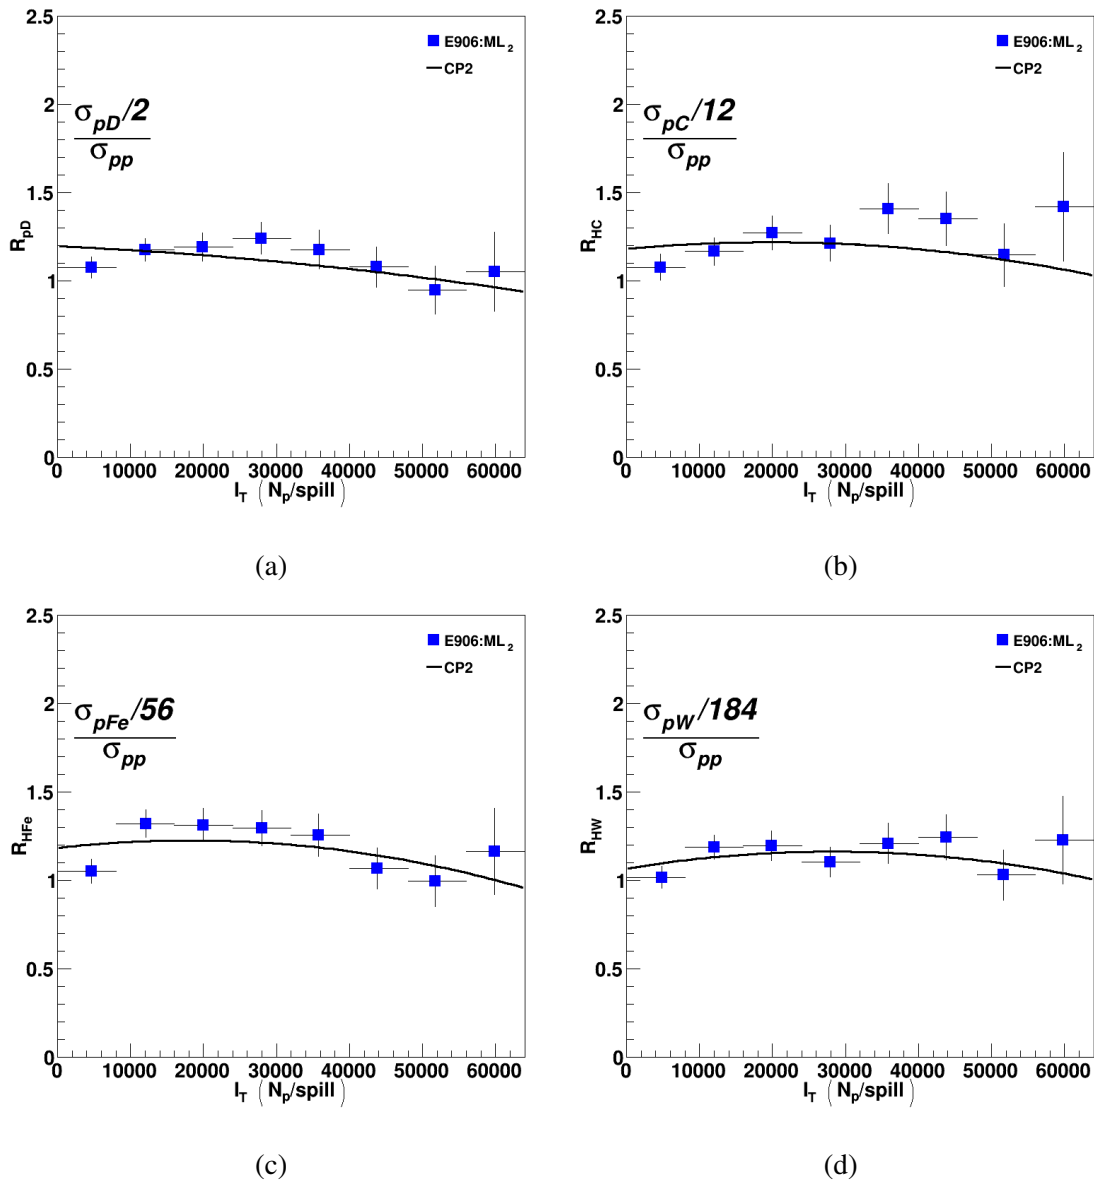 2.5
2
1.5
1
0.5
0
E906:ML2
CP2
σpD/2
σpp
RpD
0 10000 20000 30000 40000 50000 60000
IT (Np/spill)
(a)
2.5
2
1.5
1
0.5
0
E906:ML2
CP2
σpC/12
σpp
RHC
0 10000 20000 30000 40000 50000 60000
IT (Np/spill)
(b)
2.5
2
1.5
1
0.5
0
E906:ML2
CP2
σpFe/56
σpp
RHFe
0 10000 20000 30000 40000 50000 60000
IT (Np/spill)
(c)
2.5
2
1.5
1
0.5
0
E906:ML2
CP2
σpW/184
σpp
RHW
0 10000 20000 30000 40000 50000 60000
IT (Np/spill)
(d)